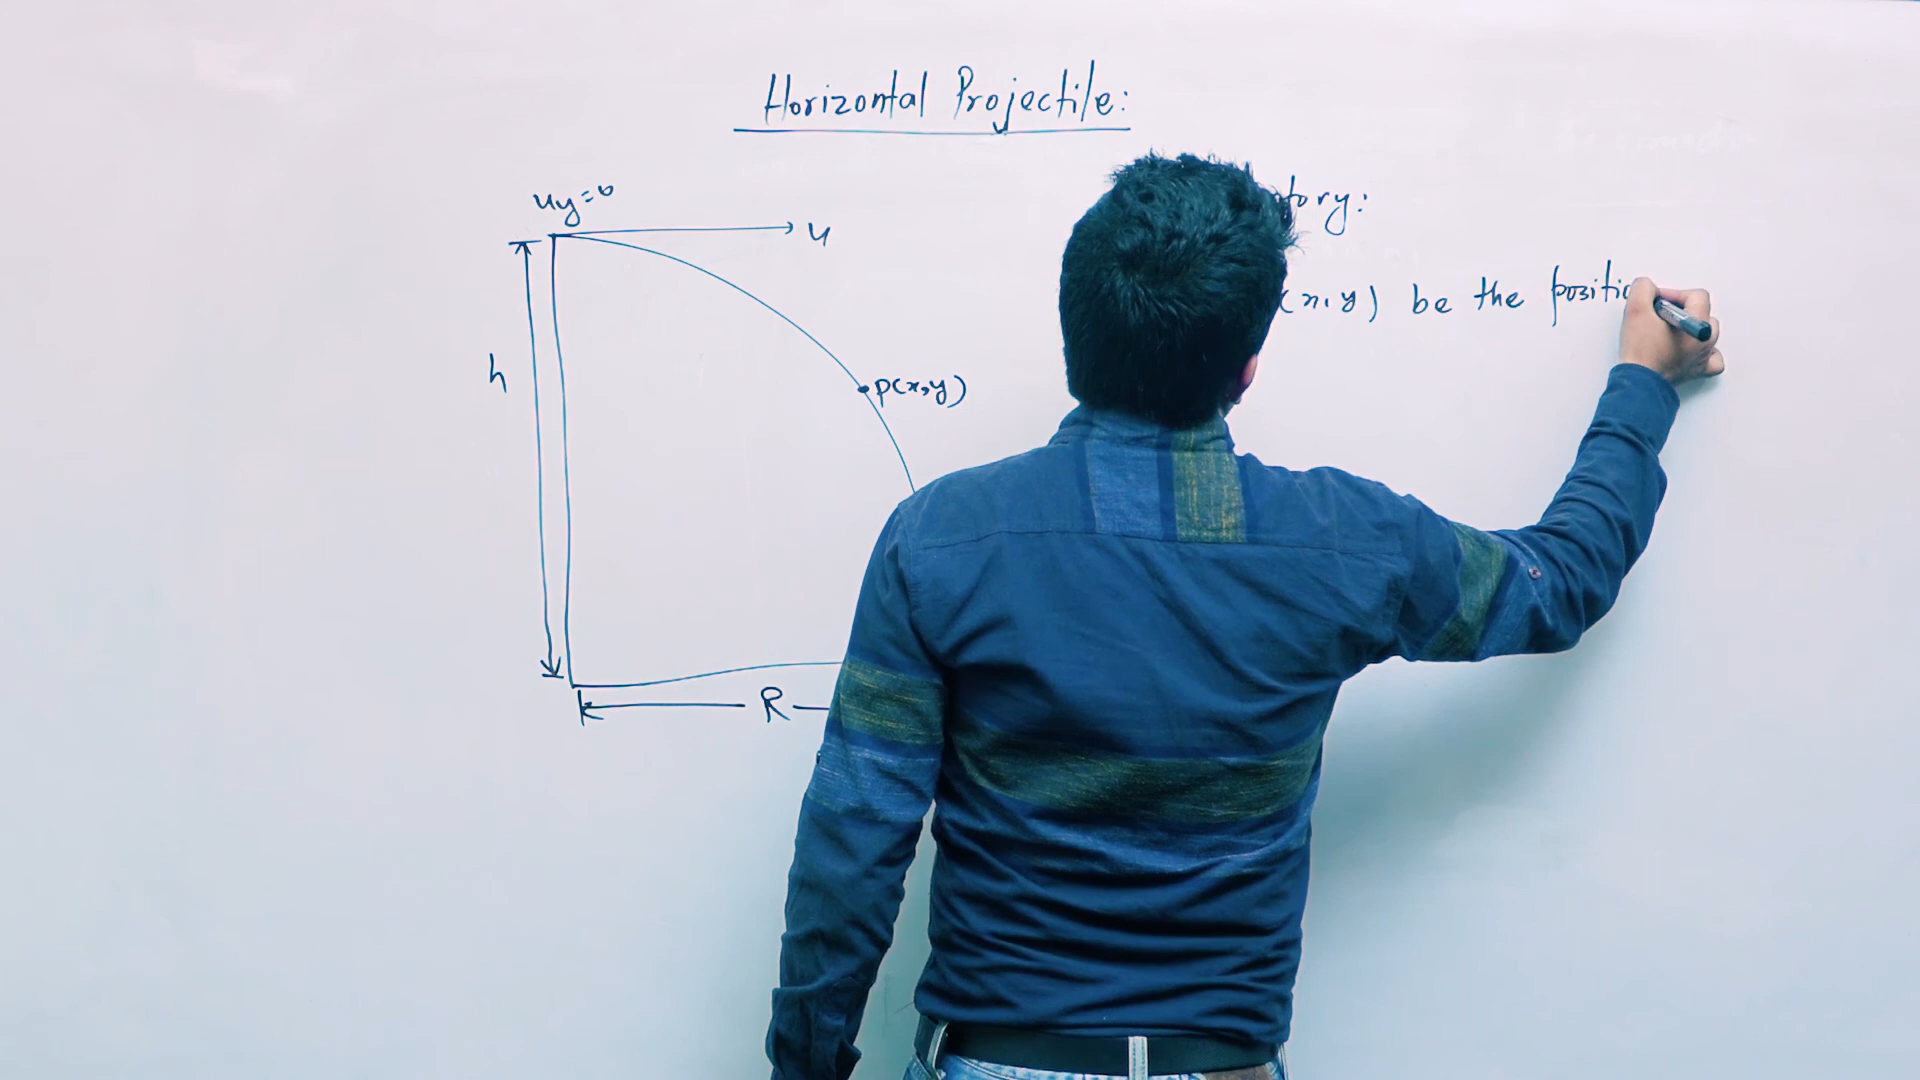 Horizontal Projectile:
uy=0
u
h
P(x,y)
R
tory:
(x,y) be the positio